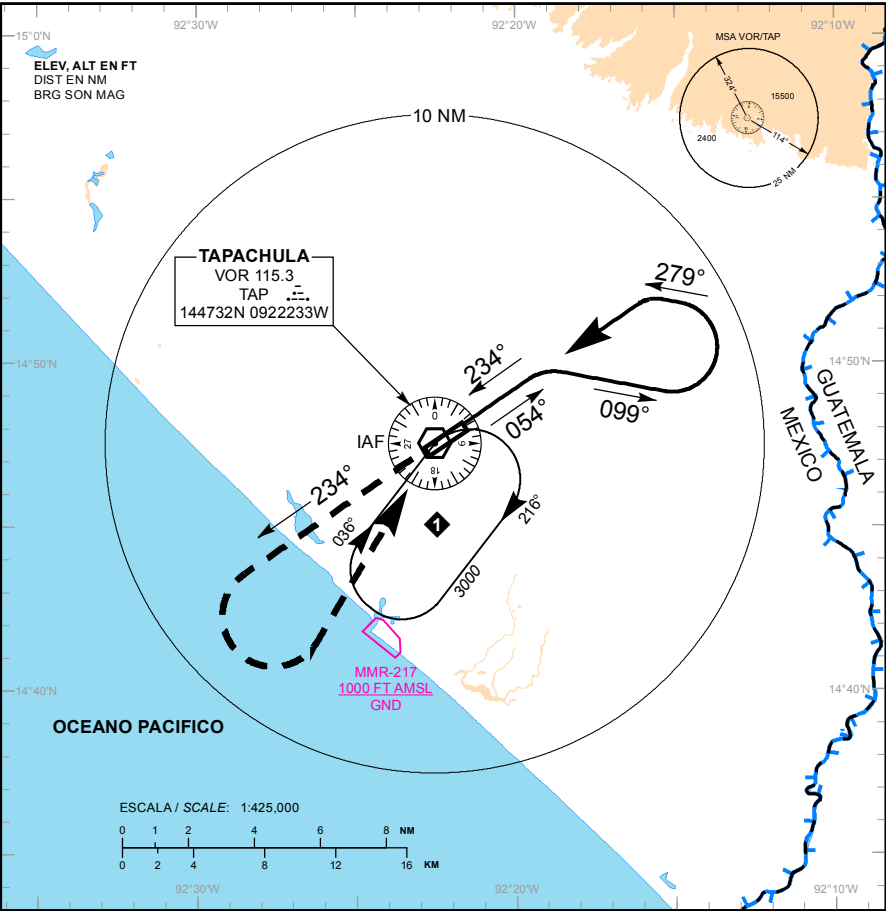 92°30'W
92°20'W
92°10'W
15°0'N
ELEV, ALT EN FT
DIST EN NM
BRG SON MAG
MSA VOR/TAP
324°
15500
2400
114°
25 NM
10 NM
TAPACHULA
VOR 115.3
TAP
144732N 0922233W
279°
14°50'N
14°50'N
234°
099°
054°
GUATEMALA
MEXICO
IAF
0
9
18
27
234°
036°
216°
1
3000
MMR-217
1000 FT AMSL
GND
14°40'N
14°40'N
OCEANO PACIFICO
ESCALA / SCALE: 1:425,000
0 1 2 4 6 8 NM
0 2 4 8 12 16 KM
92°30'W
92°20'W
92°10'W